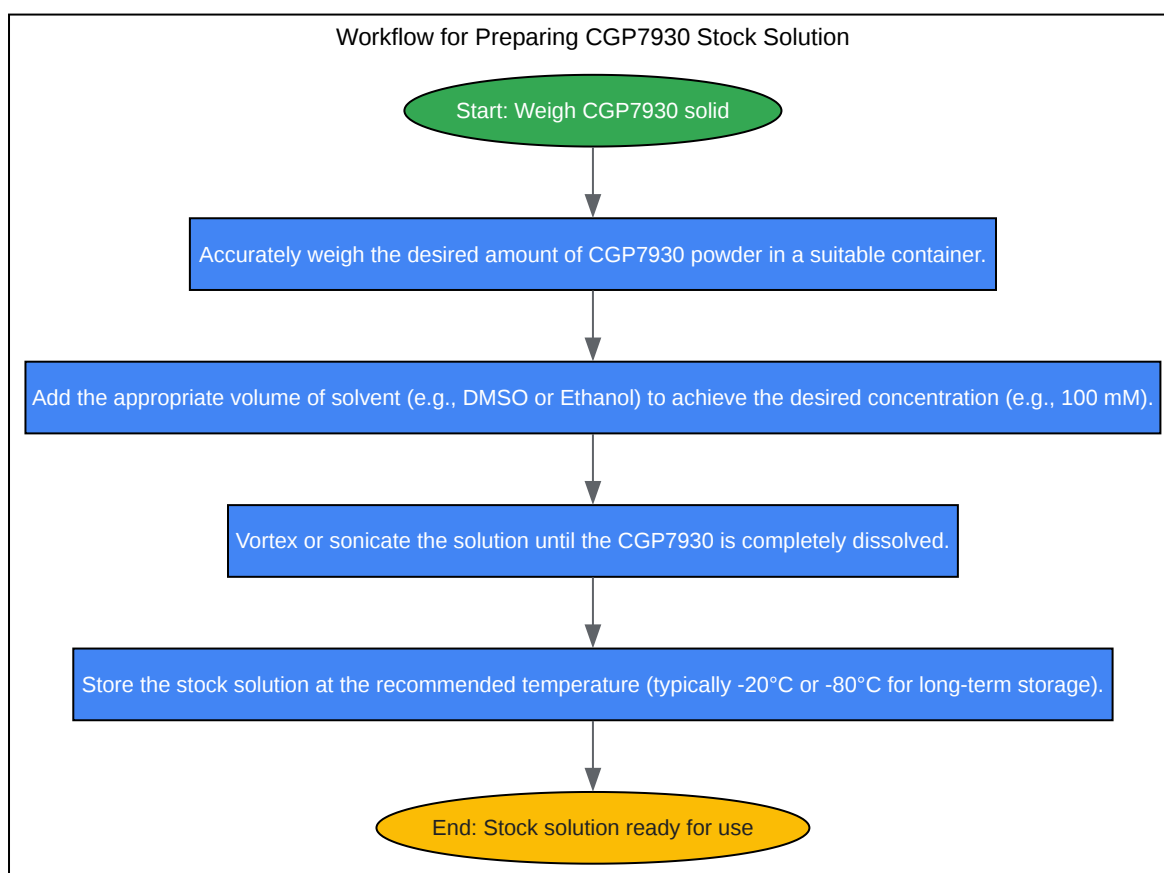 Workflow for Preparing CGP7930 Stock Solution
Start: Weigh CGP7930 solid
Accurately weigh the desired amount of CGP7930 powder in a suitable container.
Add the appropriate volume of solvent (e.g., DMSO or Ethanol) to achieve the desired concentration (e.g., 100 mM).
Vortex or sonicate the solution until the CGP7930 is completely dissolved.
Store the stock solution at the recommended temperature (typically -20°C or -80°C for long-term storage).
End: Stock solution ready for use